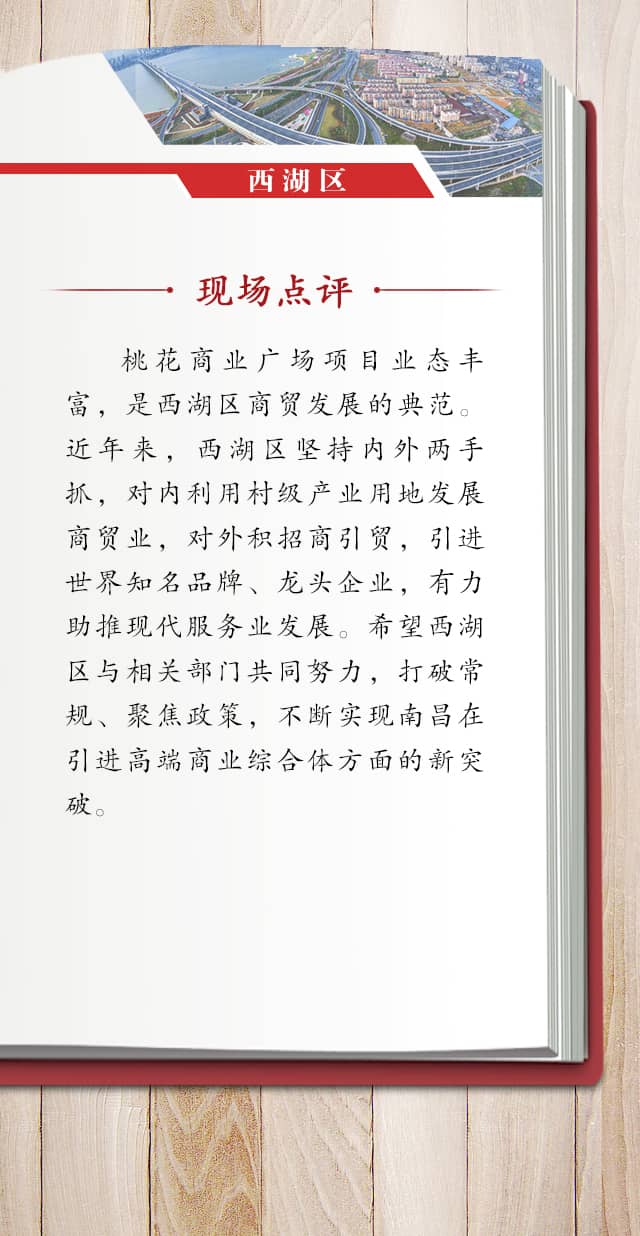 西湖区
现场点评
桃花商业广场项目业态丰
富，是西湖区商贸发展的典范。
近年来，西湖区坚持内外两手
抓，对内利用村级产业用地发展
商贸业，对外积招商引贸，引进
世界知名品牌、龙头企业，有力
助推现代服务业发展。希望西湖
区与相关部门共同努力，打破常
规、聚焦政策，不断实现南昌在
引进高端商业综合体方面的新突
破。